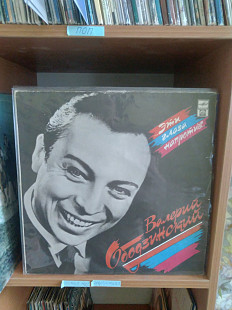 Эти
глаза
напротив
Валерий
Ободзинский